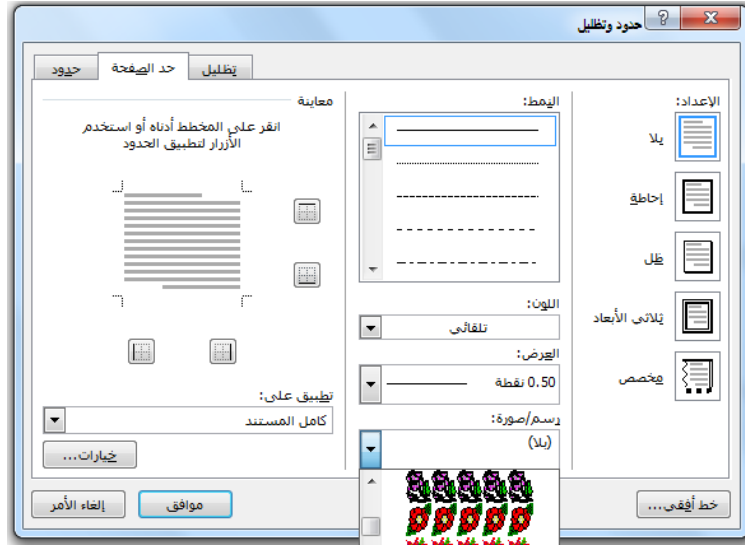 حدود وتظليل
حدود
حد الصفحة
تظليل
الإعداد:
بلا
إحاطة
ظل
ثلاثي الأبعاد
مخصص
النمط:
اللون:
تلقائي
العرض:
0.50 نقطة
رسم/صورة:
(بلا)
معاينة
انقر على المخطط أدناه أو استخدم
الأزرار لتطبيق الحدود
تطبيق على:
كامل المستند
خيارات...
خط أفقي...
موافق
إلغاء الأمر